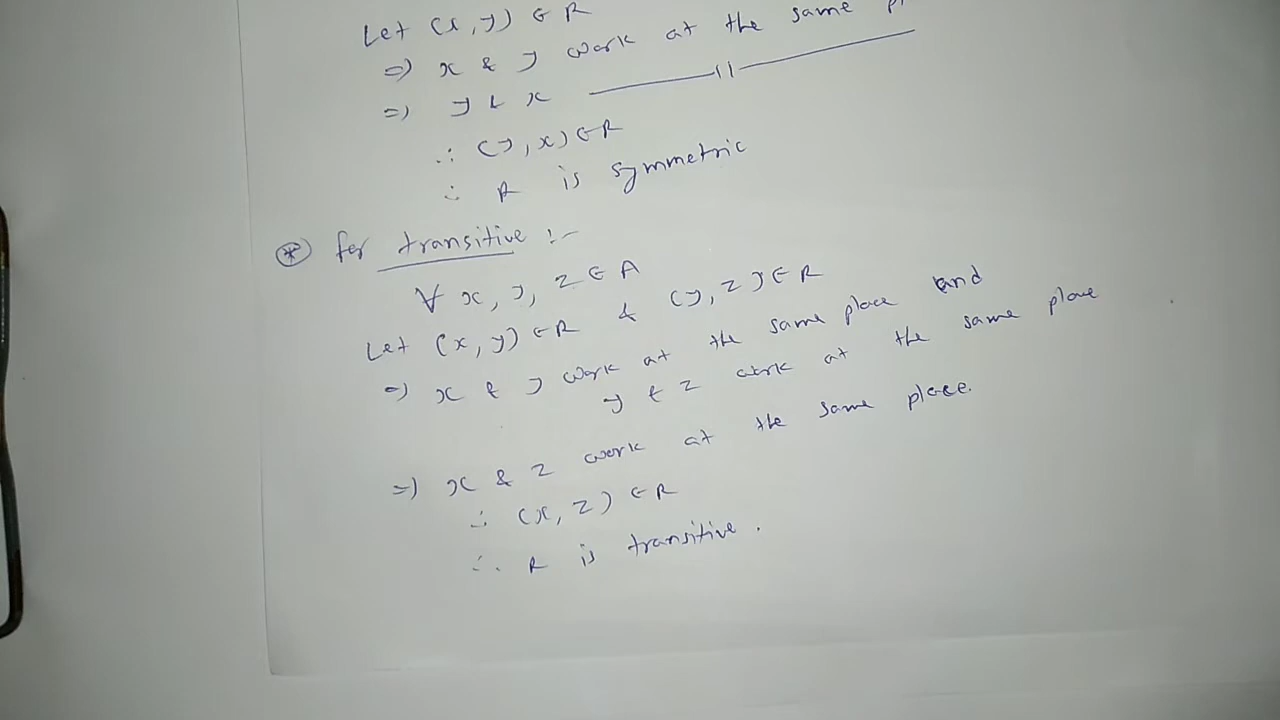 Let (x, y) ∈ R
⇒ x & y work at the same
⇒ y & x ——— 11 ———
∴ (y, x) ∈ R
∴ R is symmetric
* for transitive :-
∀ x, y, z ∈ A
Let (x, y) ∈ R & (y, z) ∈ R
⇒ x & y work at the same place and
y & z work at the same place
⇒ x & z work at the same place.
∴ (x, z) ∈ R
∴ R is transitive.